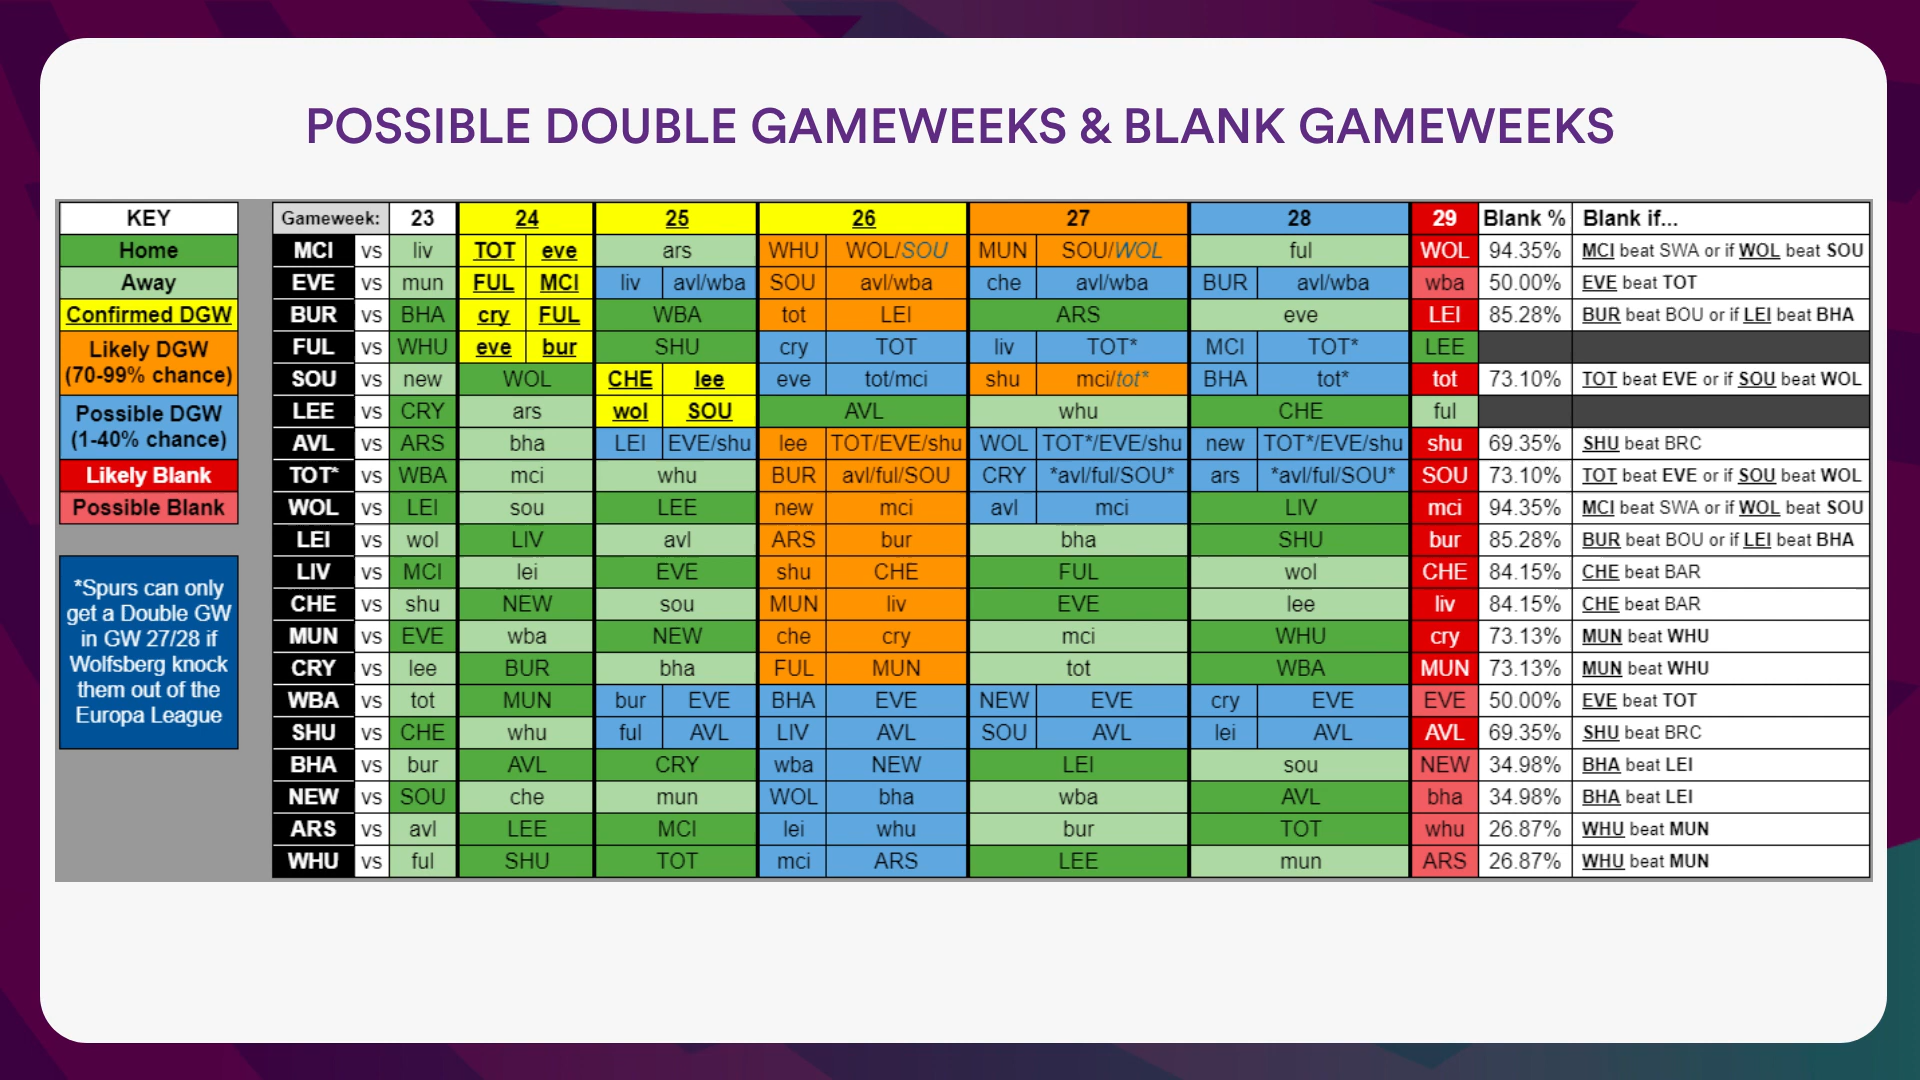 POSSIBLE DOUBLE GAMEWEEKS & BLANK GAMEWEEKS
KEY
Home
Away
Confirmed DGW
Likely DGW
(70-99% chance)
Possible DGW
(1-40% chance)
Likely Blank
Possible Blank
*Spurs can only
get a Double GW
in GW 27/28 if
Wolfsberg knock
them out of the
Europa League
Gameweek: 23 24 25 26 27 28 29 Blank % Blank if...
MCI vs liv TOT eve ars WHU WOL/SOU MUN SOU/WOL ful WOL 94.35% MCI beat SWA or if WOL beat SOU
EVE vs mun FUL MCI liv avl/wba SOU avl/wba che avl/wba BUR avl/wba wba 50.00% EVE beat TOT
BUR vs BHA cry FUL WBA tot LEI ARS eve LEI 85.28% BUR beat BOU or if LEI beat BHA
FUL vs WHU eve bur SHU cry TOT liv TOT* MCI TOT* LEE
SOU vs new WOL CHE lee eve tot/mci shu mci/tot* BHA tot* tot 73.10% TOT beat EVE or if SOU beat WOL
LEE vs CRY ars wol SOU AVL whu CHE ful
AVL vs ARS bha LEI EVE/shu lee TOT/EVE/shu WOL TOT*/EVE/shu new TOT*/EVE/shu shu 69.35% SHU beat BRC
TOT* vs WBA mci whu BUR avl/ful/SOU CRY *avl/ful/SOU* ars *avl/ful/SOU* SOU 73.10% TOT beat EVE or if SOU beat WOL
WOL vs LEI sou LEE new mci avl mci LIV mci 94.35% MCI beat SWA or if WOL beat SOU
LEI vs wol LIV avl ARS bur bha SHU bur 85.28% BUR beat BOU or if LEI beat BHA
LIV vs MCI lei EVE shu CHE FUL wol CHE 84.15% CHE beat BAR
CHE vs shu NEW sou MUN liv EVE lee liv 84.15% CHE beat BAR
MUN vs EVE wba NEW che cry mci WHU cry 73.13% MUN beat WHU
CRY vs lee BUR bha FUL MUN tot WBA MUN 73.13% MUN beat WHU
WBA vs tot MUN bur EVE BHA EVE NEW EVE cry EVE EVE 50.00% EVE beat TOT
SHU vs CHE whu ful AVL LIV AVL SOU AVL lei AVL AVL 69.35% SHU beat BRC
BHA vs bur AVL CRY wba NEW LEI sou NEW 34.98% BHA beat LEI
NEW vs SOU che mun WOL bha wba AVL bha 34.98% BHA beat LEI
ARS vs avl LEE MCI lei whu bur TOT whu 26.87% WHU beat MUN
WHU vs ful SHU TOT mci ARS LEE mun ARS 26.87% WHU beat MUN